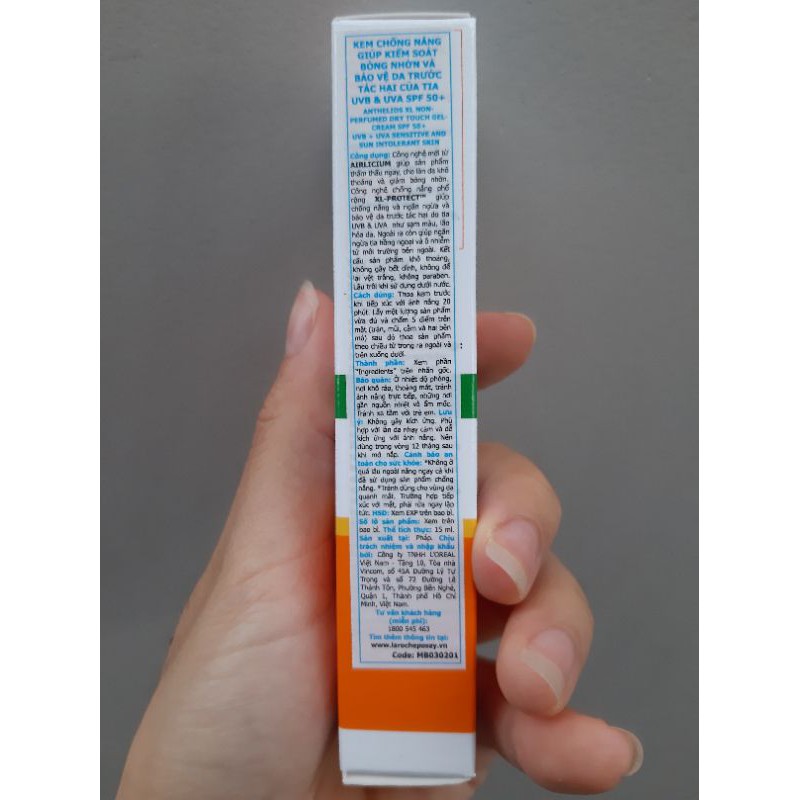 KEM CHỐNG NẮNG
GIÚP KIỂM SOÁT
BÓNG NHỜN VÀ
BẢO VỆ DA TRƯỚC
TÁC HẠI CỦA TIA
UVB & UVA SPF 50+
ANTHELIOS XL NON-
PERFUMED DRY TOUCH GEL-
CREAM SPF 50+
UVB + UVA SENSITIVE AND
SUN INTOLERANT SKIN
Công dụng: Công nghệ mới từ
AIRLICIUM giúp sản phẩm
thẩm thấu ngay, cho làn da khô
thoáng và giảm bóng nhờn.
Công nghệ chống nắng phổ
rộng XL-PROTECT™ giúp
chống nắng và ngăn ngừa và
bảo vệ da trước tác hại do tia
UVB & UVA như sạm màu, lão
hóa da. Ngoài ra còn giúp ngăn
ngừa tia hồng ngoại và ô nhiễm
từ môi trường bên ngoài. Kết
cấu sản phẩm khô thoáng,
không gây bết dính, không để
lại vệt trắng, không paraben.
Lâu trôi khi sử dụng dưới nước.
Cách dùng: Thoa kem trước
khi tiếp xúc với ánh nắng 20
phút. Lấy một lượng sản phẩm
vừa đủ và chấm 5 điểm trên
mặt (trán, mũi, cằm và hai bên
má) sau đó thoa sản phẩm
theo chiều từ trong ra ngoài và
trên xuống dưới.
Thành phần: Xem phần
"Ingredients" trên nhãn gốc.
Bảo quản: Ở nhiệt độ phòng,
nơi khô ráo, thoáng mát, tránh
ánh nắng trực tiếp, những nơi
gần nguồn nhiệt và ẩm mốc.
Tránh xa tầm với trẻ em. Lưu
ý: Không gây kích ứng. Phù
hợp với làn da nhạy cảm và dễ
kích ứng với ánh nắng. Nên
dùng trong vòng 12 tháng sau
khi mở nắp. Cảnh báo an
toàn cho sức khỏe: *Không ở
quá lâu ngoài nắng ngay cả khi
đã sử dụng sản phẩm chống
nắng. *Tránh dùng cho vùng da
quanh mắt. Trường hợp tiếp
xúc với mắt, phải rửa ngay lập
tức. HSD: Xem EXP trên bao bì.
Số lô sản phẩm: Xem trên
bao bì. Thể tích thực: 15 ml.
Sản xuất tại: Pháp. Chịu
trách nhiệm và nhập khẩu
bởi: Công ty TNHH L'OREAL
Việt Nam - Tầng 10, Tòa nhà
Vincom, số 45A Đường Lý Tự
Trọng và số 72 Đường Lê
Thánh Tôn, Phường Bến Nghé,
Quận 1, Thành phố Hồ Chí
Minh, Việt Nam.
Tư vấn khách hàng
(miễn phí):
1800 545 463
Tìm thêm thông tin tại:
www.larocheposay.vn
Code: MB030201